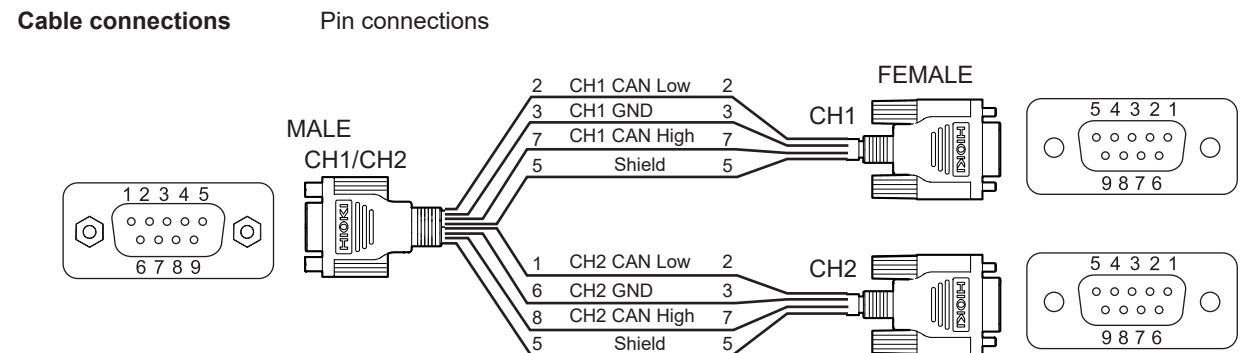 Cable connections Pin connections
FEMALE
MALE
CH1/CH2
1 2 3 4 5
6 7 8 9
HIOKI
2 CH1 CAN Low 2
3 CH1 GND 3
7 CH1 CAN High 7
5 Shield 5
CH1
HIOKI
5 4 3 2 1
9 8 7 6
1 CH2 CAN Low 2
6 CH2 GND 3
8 CH2 CAN High 7
5 Shield 5
CH2
HIOKI
5 4 3 2 1
9 8 7 6